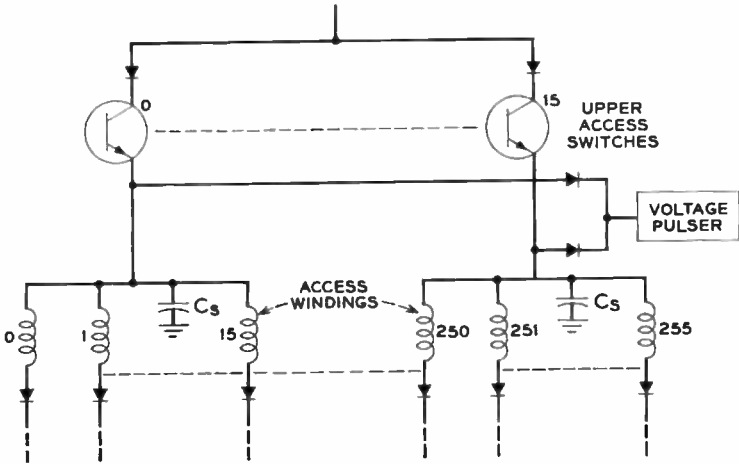 0
15
UPPER
ACCESS
SWITCHES
VOLTAGE
PULSER
ACCESS
WINDINGS
0
1
Cs
15
250
251
Cs
255